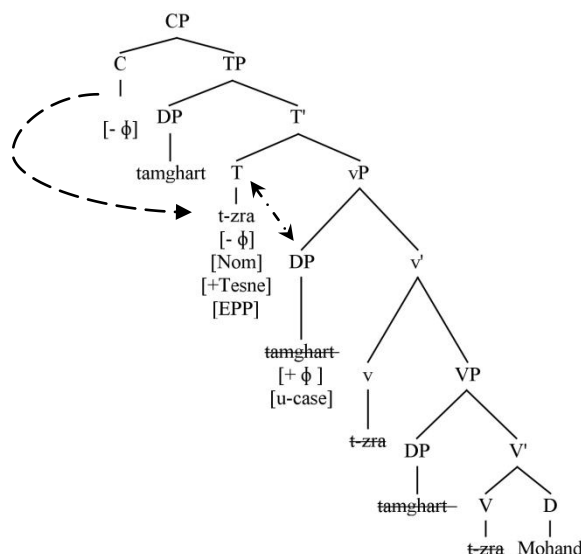 CP
C TP
[- ϕ] DP T'
tamghart T vP
t-zra
[- ϕ] DP v'
[Nom]
[+Tesne]
[EPP]
tamghart
[+ ϕ ] v VP
[u-case]
t-zra DP V'
tamghart V D
t-zra Mohand